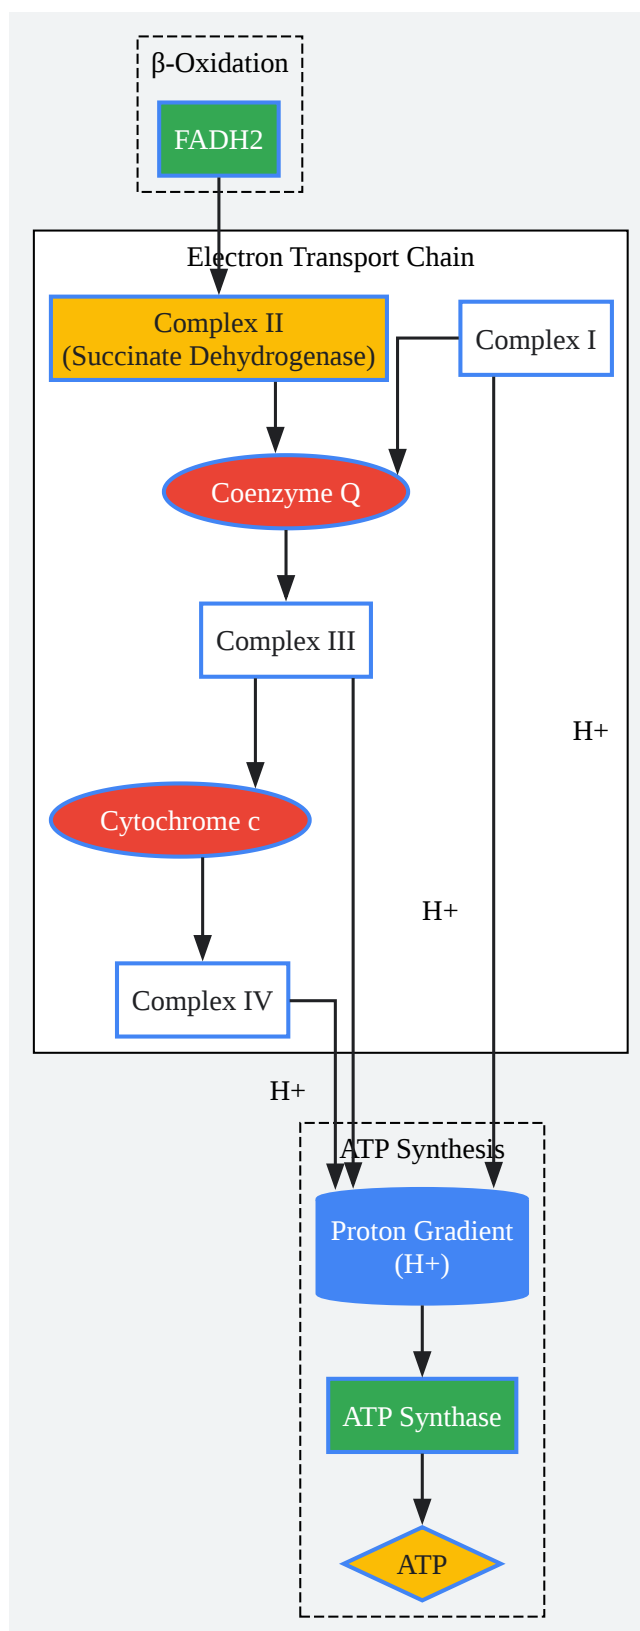 β-Oxidation
FADH2
Electron Transport Chain
Complex II
(Succinate Dehydrogenase)
Complex I
Coenzyme Q
Complex III
H+
Cytochrome c
H+
Complex IV
H+
ATP Synthesis
Proton Gradient
(H+)
ATP Synthase
ATP